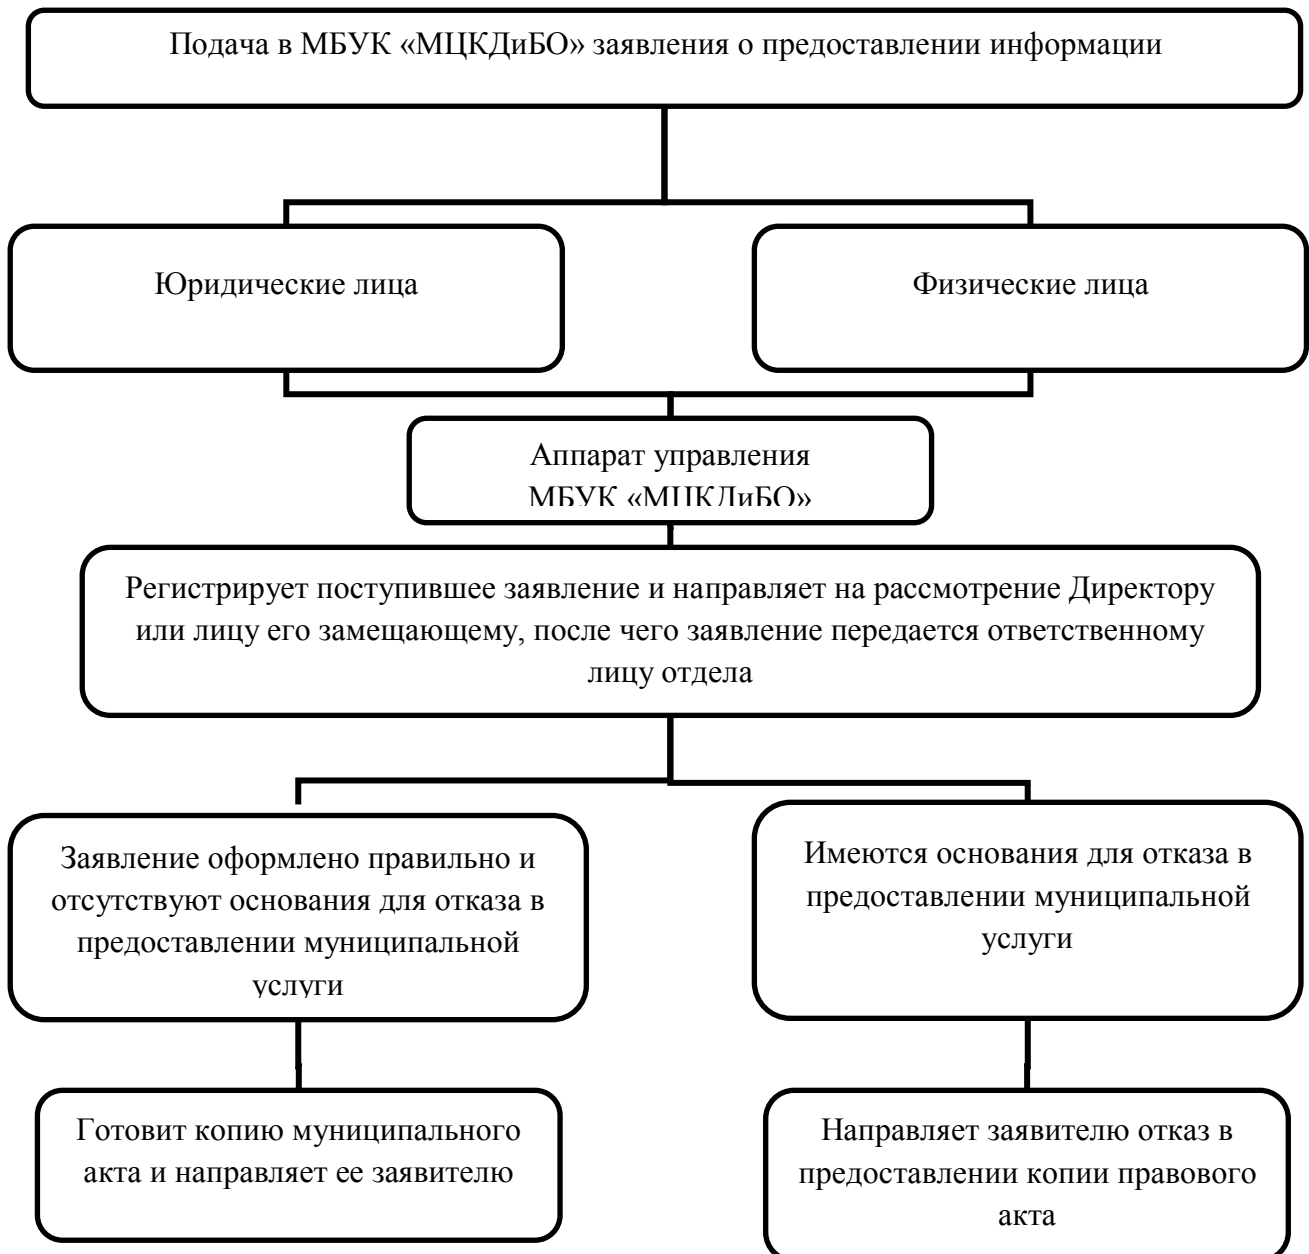 Подача в МБУК «МЦКДиБО» заявления о предоставлении информации
Юридические лица
Физические лица
Аппарат управления
МБУК «МЦКДиБО»
Регистрирует поступившее заявление и направляет на рассмотрение Директору
или лицу его замещающему, после чего заявление передается ответственному
лицу отдела
Заявление оформлено правильно и
отсутствуют основания для отказа в
предоставлении муниципальной
услуги
Имеются основания для отказа в
предоставлении муниципальной
услуги
Готовит копию муниципального
акта и направляет ее заявителю
Направляет заявителю отказ в
предоставлении копии правового
акта